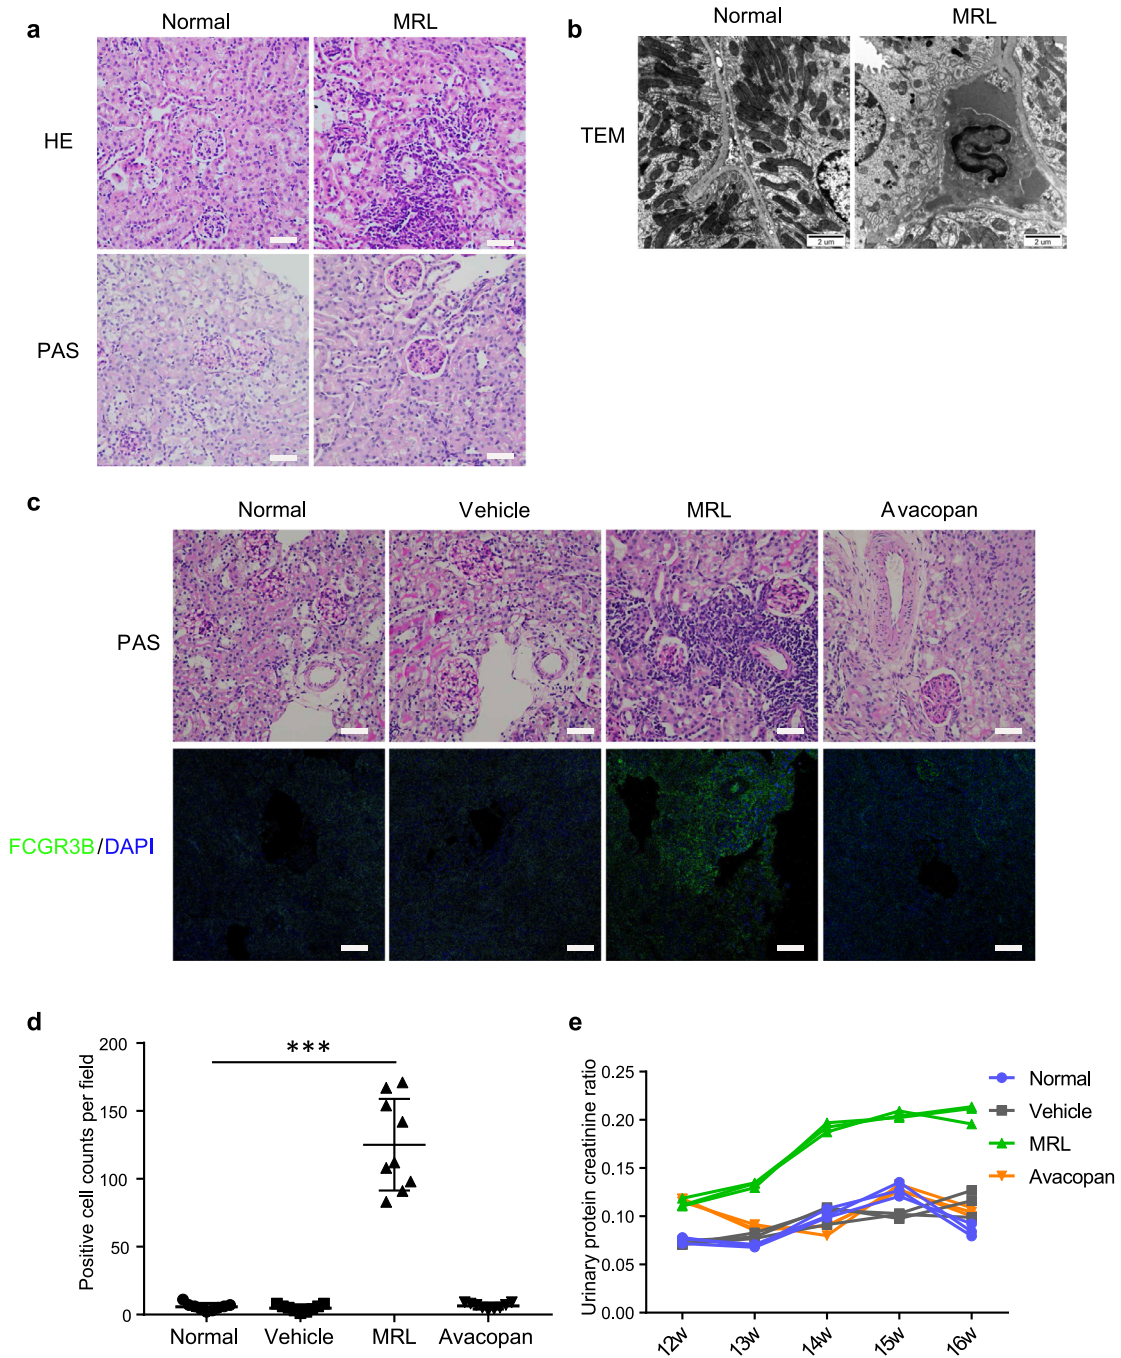 a
Normal
MRL
HE
PAS
b
Normal
MRL
TEM
2 um
2 um
c
Normal
Vehicle
MRL
Avacopan
PAS
FCGR3B/DAPI
d
Positive cell counts per field
200
150
100
50
0
***
Normal
Vehicle
MRL
Avacopan
e
Urinary protein creatinine ratio
0.25
0.20
0.15
0.10
0.05
0.00
12w
13w
14w
15w
16w
Normal
Vehicle
MRL
Avacopan